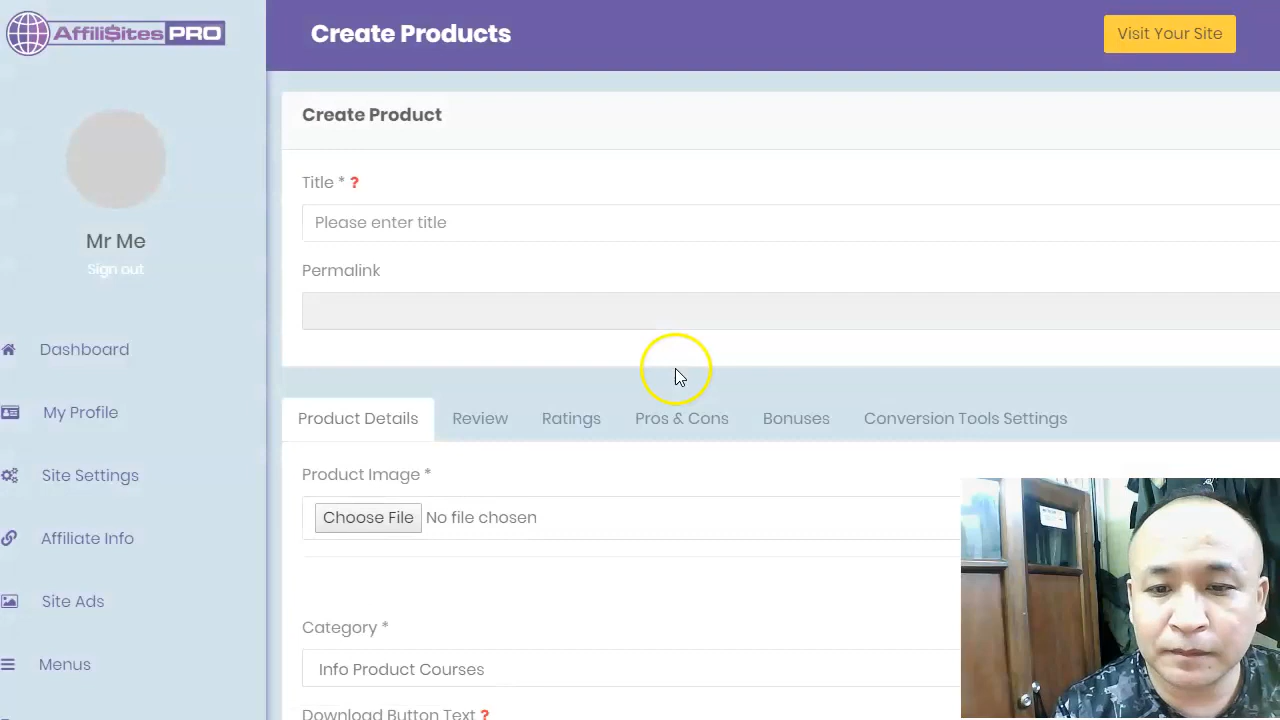 Affili$ites PRO
Create Products
Visit Your Site
Mr Me
Sign out
Dashboard
My Profile
Site Settings
Affiliate Info
Site Ads
Menus
Create Product
Title * ?
Please enter title
Permalink
Product Details
Review
Ratings
Pros & Cons
Bonuses
Conversion Tools Settings
Product Image *
Choose File No file chosen
Category *
Info Product Courses
Download Button Text ?